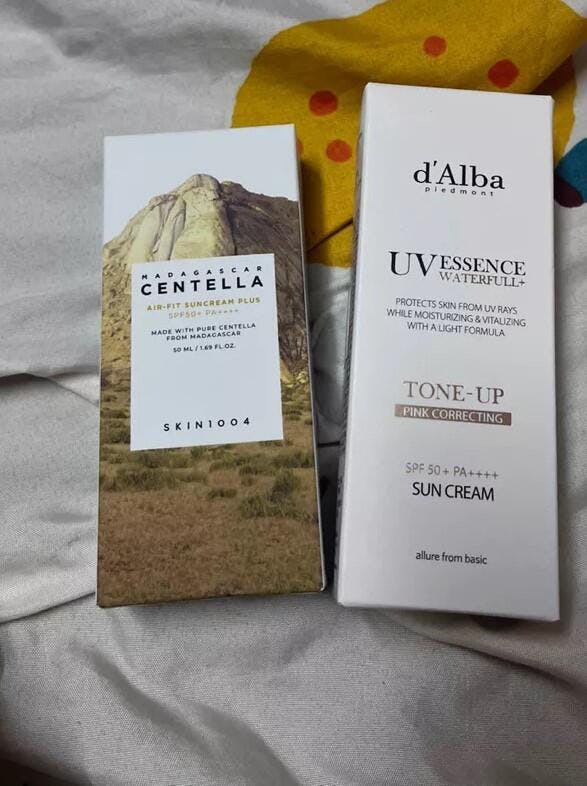 MADAGASCAR
CENTELLA
AIR-FIT SUNCREAM PLUS
SPF50+ PA++++
MADE WITH PURE CENTELLA
FROM MADAGASCAR
50 ML / 1.69 FL.OZ.
SKIN1004
d'Alba
piedmont
UV ESSENCE
WATERFULL+
PROTECTS SKIN FROM UV RAYS
WHILE MOISTURIZING & VITALIZING
WITH A LIGHT FORMULA
TONE-UP
PINK CORRECTING
SPF 50+ PA++++
SUN CREAM
allure from basic